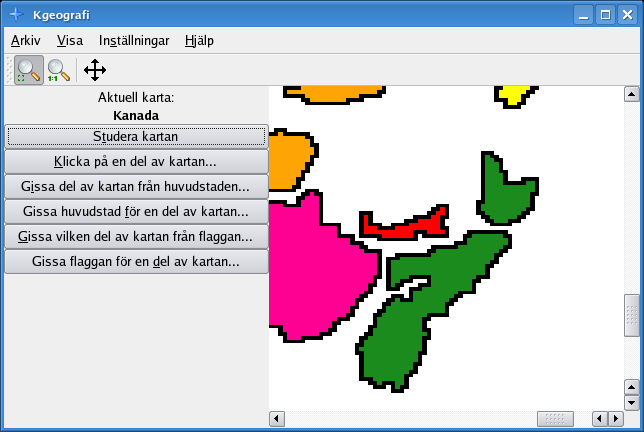 Kgeografi
Arkiv Visa Inställningar Hjälp
1:1
Aktuell karta:
Kanada
Studera kartan
Klicka på en del av kartan...
Gissa del av kartan från huvudstaden...
Gissa huvudstad för en del av kartan...
Gissa vilken del av kartan från flaggan...
Gissa flaggan för en del av kartan...